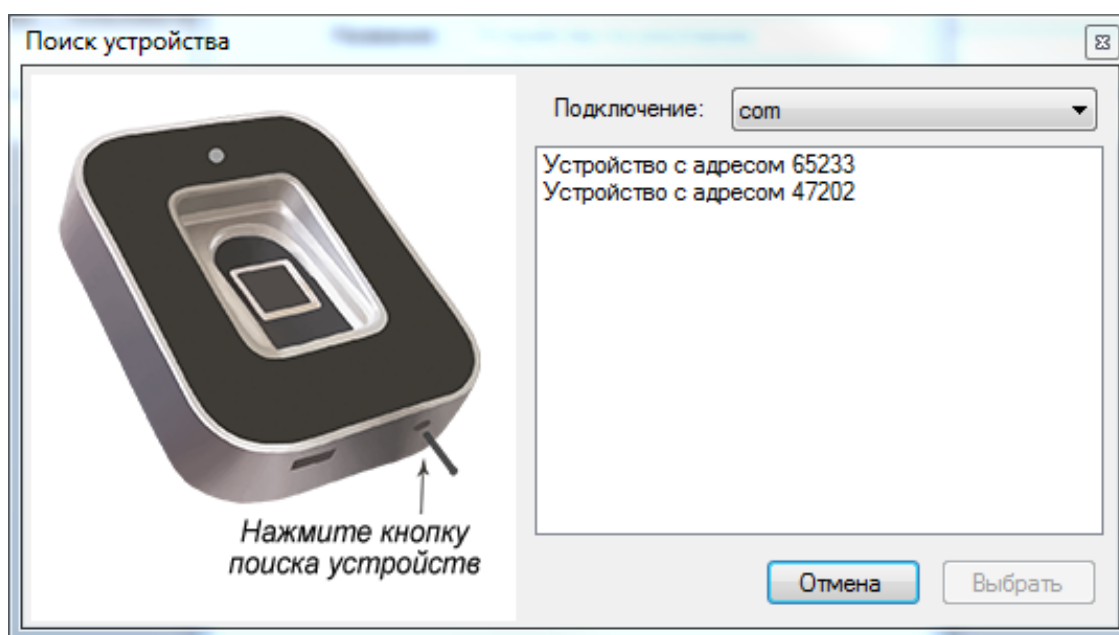 Поиск устройства
Нажмите кнопку
поиска устройств
Подключение:
com
Устройство с адресом 65233
Устройство с адресом 47202
Отмена
Выбрать